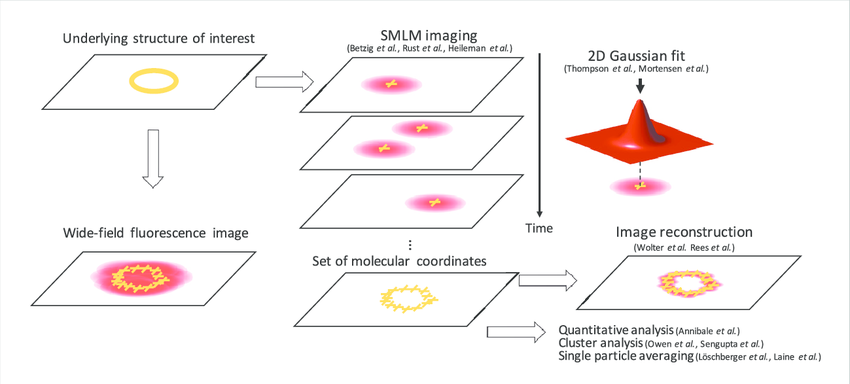 Underlying structure of interest
SMLM imaging
(Betzig et al., Rust et al., Heileman et al.)
2D Gaussian fit
(Thompson et al., Mortensen et al.)
Time
Wide-field fluorescence image
Set of molecular coordinates
Image reconstruction
(Wolter et al. Rees et al.)
Quantitative analysis (Annibale et al.)
Cluster analysis (Owen et al., Sengupta et al.)
Single particle averaging (Löschberger et al., Laine et al.)